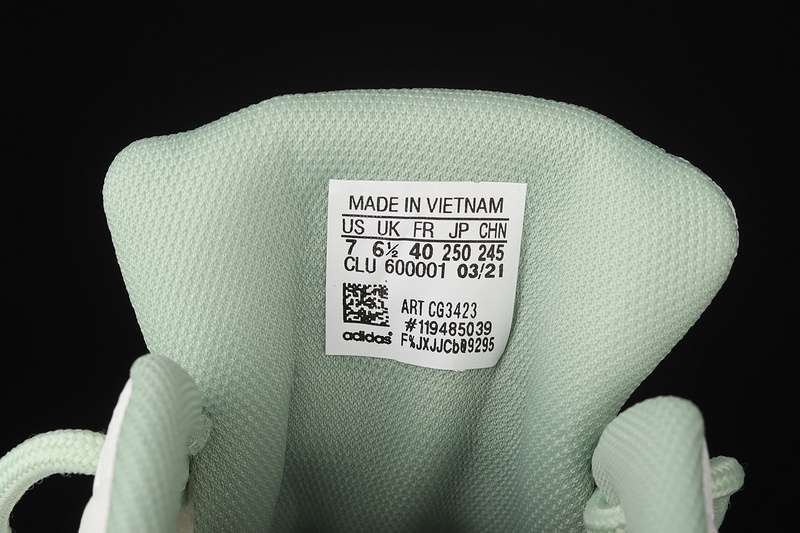 MADE IN VIETNAM
US UK FR JP CHN
7 6½ 40 250 245
CLU 600001 03/21
ART CG3423
#119485039
adidas® F%JXJJCb09295